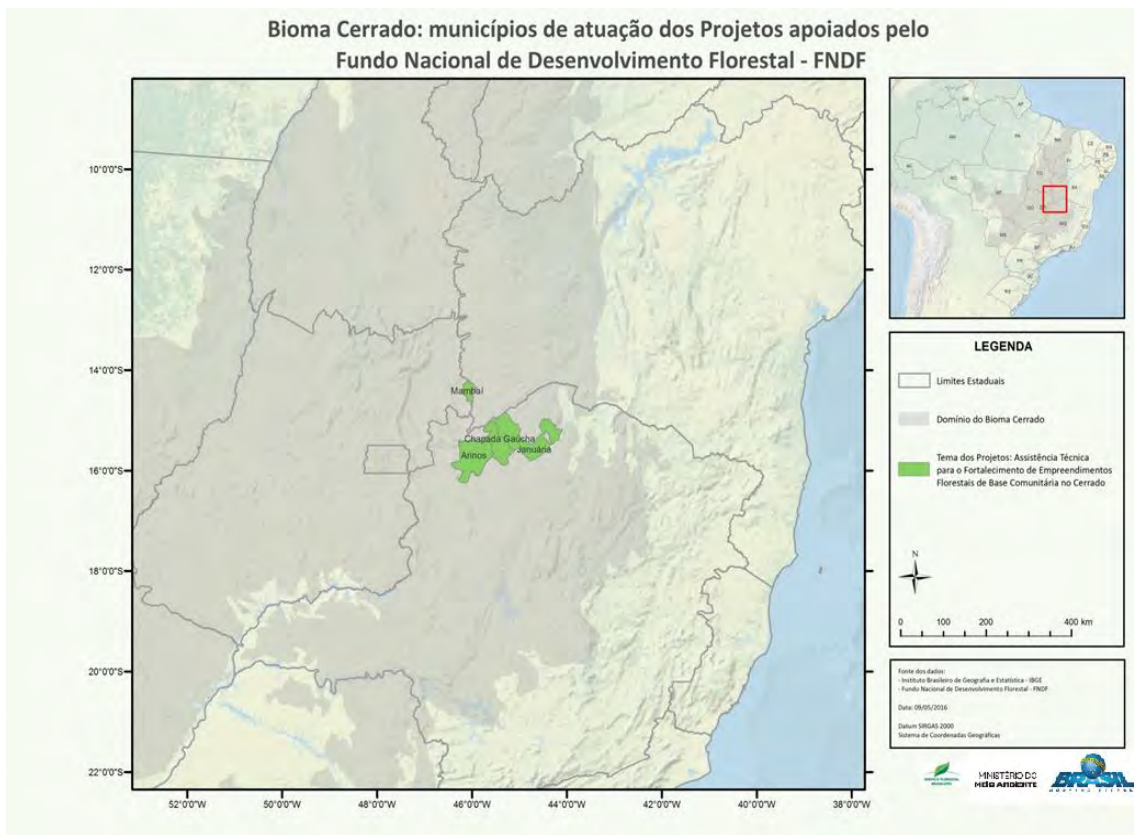 Bioma Cerrado: municípios de atuação dos Projetos apoiados pelo
Fundo Nacional de Desenvolvimento Florestal - FNDF
10°0'0"S
12°0'0"S
14°0'0"S
16°0'0"S
18°0'0"S
20°0'0"S
22°0'0"S
Mambaí
Chapada Gaúcha
Januária
Arinos
52°0'0"W 50°0'0"W 48°0'0"W 46°0'0"W 44°0'0"W 42°0'0"W 40°0'0"W 38°0'0"W
LEGENDA
Limites Estaduais
Domínio do Bioma Cerrado
Tema dos Projetos: Assistência Técnica
para o Fortalecimento de Empreendimentos
Florestais de Base Comunitária no Cerrado
N
0 100 200 400 km
Fonte dos dados:
- Instituto Brasileiro de Geografia e Estatística - IBGE
- Fundo Nacional de Desenvolvimento Florestal - FNDF
Data: 09/05/2016
Datum SIRGAS 2000
Sistema de Coordenadas Geográficas
MINISTÉRIO DO
MEIO AMBIENTE
BRASIL